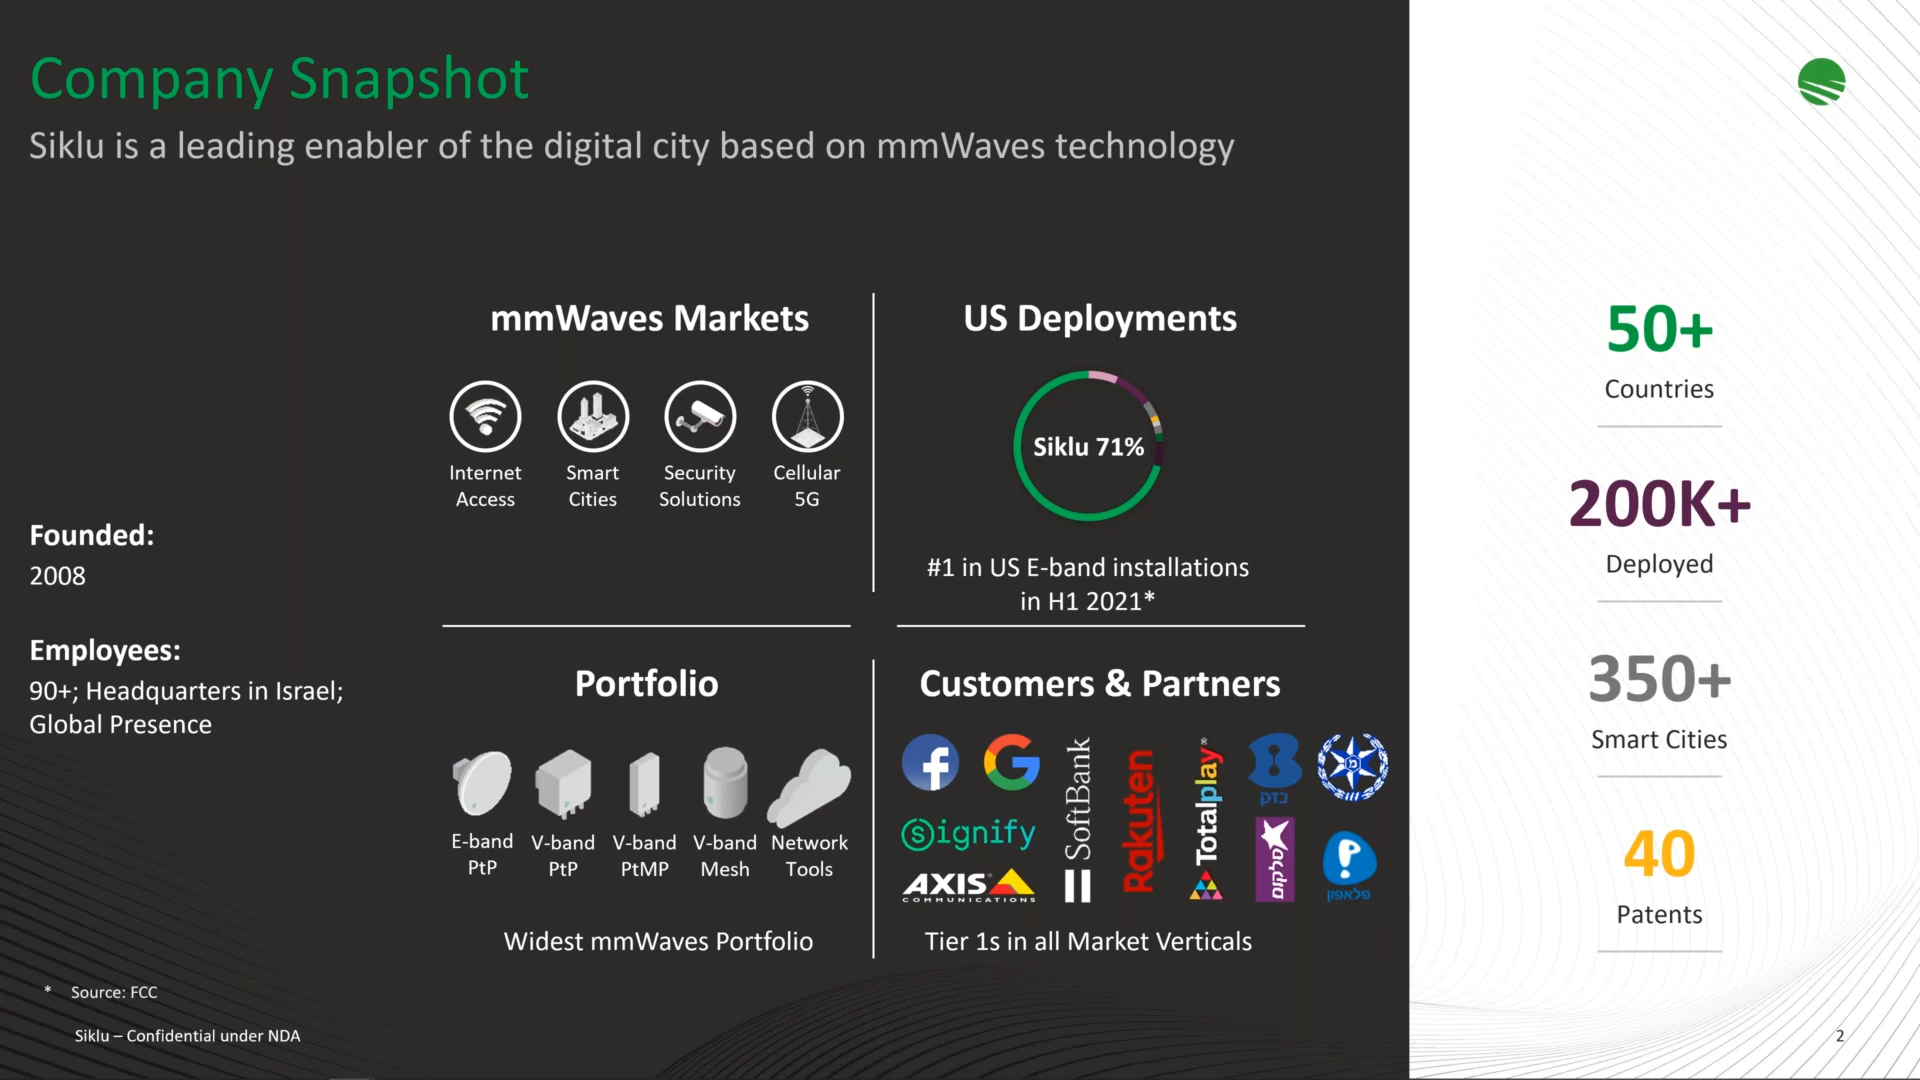 Company Snapshot
Siklu is a leading enabler of the digital city based on mmWaves technology
Founded:
2008
Employees:
90+; Headquarters in Israel;
Global Presence
mmWaves Markets
Internet
Access
Smart
Cities
Security
Solutions
Cellular
5G
US Deployments
Siklu 71%
#1 in US E-band installations
in H1 2021*
Portfolio
E-band
PtP
V-band
PtP
V-band
PtMP
V-band
Mesh
Network
Tools
Widest mmWaves Portfolio
Customers & Partners
Signify
AXIS
COMMUNICATIONS
SoftBank
Rakuten
Totalplay®
בזק
סלקום
פלאפון
Tier 1s in all Market Verticals
50+
Countries
200K+
Deployed
350+
Smart Cities
40
Patents
* Source: FCC
Siklu – Confidential under NDA
2